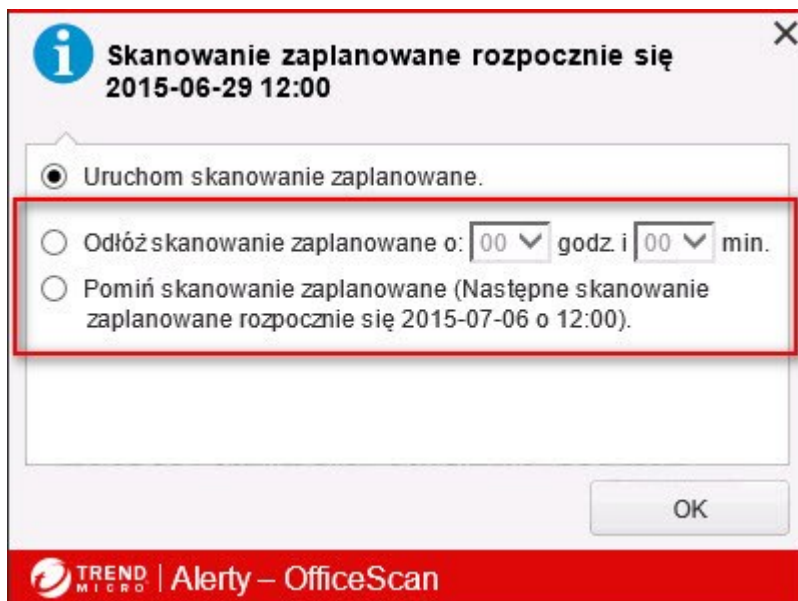 Skanowanie zaplanowane rozpocznie się
2015-06-29 12:00
Uruchom skanowanie zaplanowane.
Odłóż skanowanie zaplanowane o: 00 godz. i 00 min.
Pomiń skanowanie zaplanowane (Następne skanowanie
zaplanowane rozpocznie się 2015-07-06 o 12:00).
OK
TREND MICRO | Alerty – OfficeScan